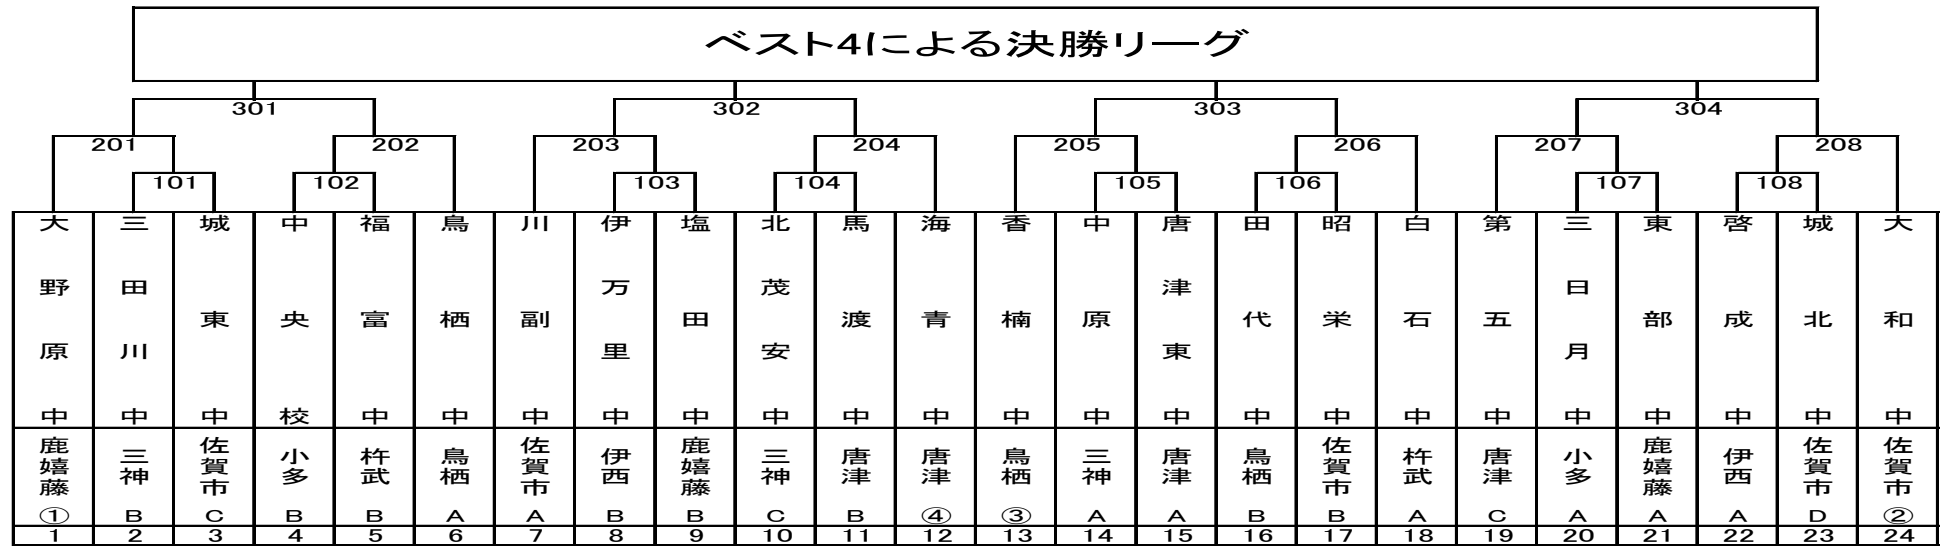 ベスト4による決勝リーグ
301 302 303 304
201 202 203 204 205 206 207 208
101 102 103 104 105 106 107 108
大野原中 三田川中 城東中 中央校 福富中 鳥栖中 川副中 伊万里中 塩田中 北茂安中 馬渡中 海青中 香楠中 中原中 唐津東中 田代中 昭栄中 白石中 第五中 三日月中 東部中 啓成中 城北中 大和中
鹿嬉藤 三神 佐賀市 小多 杵武 鳥栖 佐賀市 伊西 鹿嬉藤 三神 唐津 唐津 鳥栖 三神 唐津 鳥栖 佐賀市 杵武 唐津 小多 鹿嬉藤 伊西 佐賀市 佐賀市
① B C B B A A B B C B ④ ③ A A B B A C A A A D ②
1 2 3 4 5 6 7 8 9 10 11 12 13 14 15 16 17 18 19 20 21 22 23 24